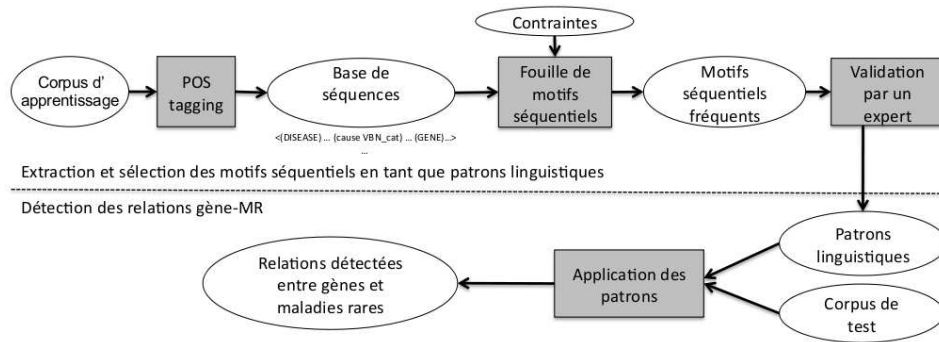 Contraintes
Corpus d'
apprentissage
POS
tagging
Base de
séquences
<(DISEASE) ... (cause VBN_cat) ... (GENE)...>
...
Fouille de
motifs
séquentiels
Motifs
séquentiels
fréquents
Validation
par un
expert
Extraction et sélection des motifs séquentiels en tant que patrons linguistiques
Détection des relations gène-MR
Patrons
linguistiques
Relations détectées
entre gènes et
maladies rares
Application des
patrons
Corpus de
test